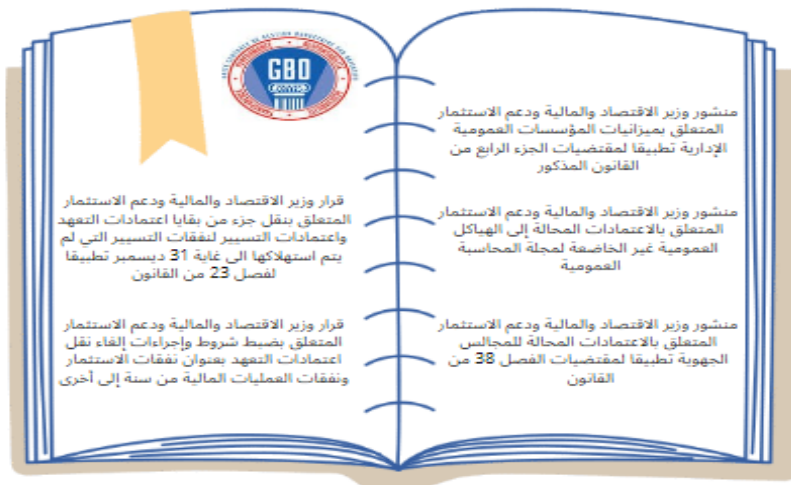 GBO
منشور وزير الاقتصاد والمالية ودعم الاستثمار
المتعلق بميزانيات المؤسسات العمومية
الإدارية تطبيقا لمقتضيات الجزء الرابع من
القانون المذكور
منشور وزير الاقتصاد والمالية ودعم الاستثمار
المتعلق بالاعتمادات المحالة إلى الهياكل
العمومية غير الخاضعة لمجلة المحاسبة
العمومية
منشور وزير الاقتصاد والمالية ودعم الاستثمار
المتعلق بالاعتمادات المحالة للمجالس
الجهوية تطبيقا لمقتضيات الفصل 38 من
القانون
قرار وزير الاقتصاد والمالية ودعم الاستثمار
المتعلق بنقل جزء من بقايا اعتمادات التعهد
واعتمادات التسيير لنفقات التسيير التي لم
يتم استهلاكها الى غاية 31 ديسمبر تطبيقا
لفصل 23 من القانون
قرار وزير الاقتصاد والمالية ودعم الاستثمار
المتعلق بضبط شروط وإجراءات إلغاء نقل
اعتمادات التعهد بعنوان نفقات الاستثمار
ونفقات العمليات المالية من سنة إلى أخرى